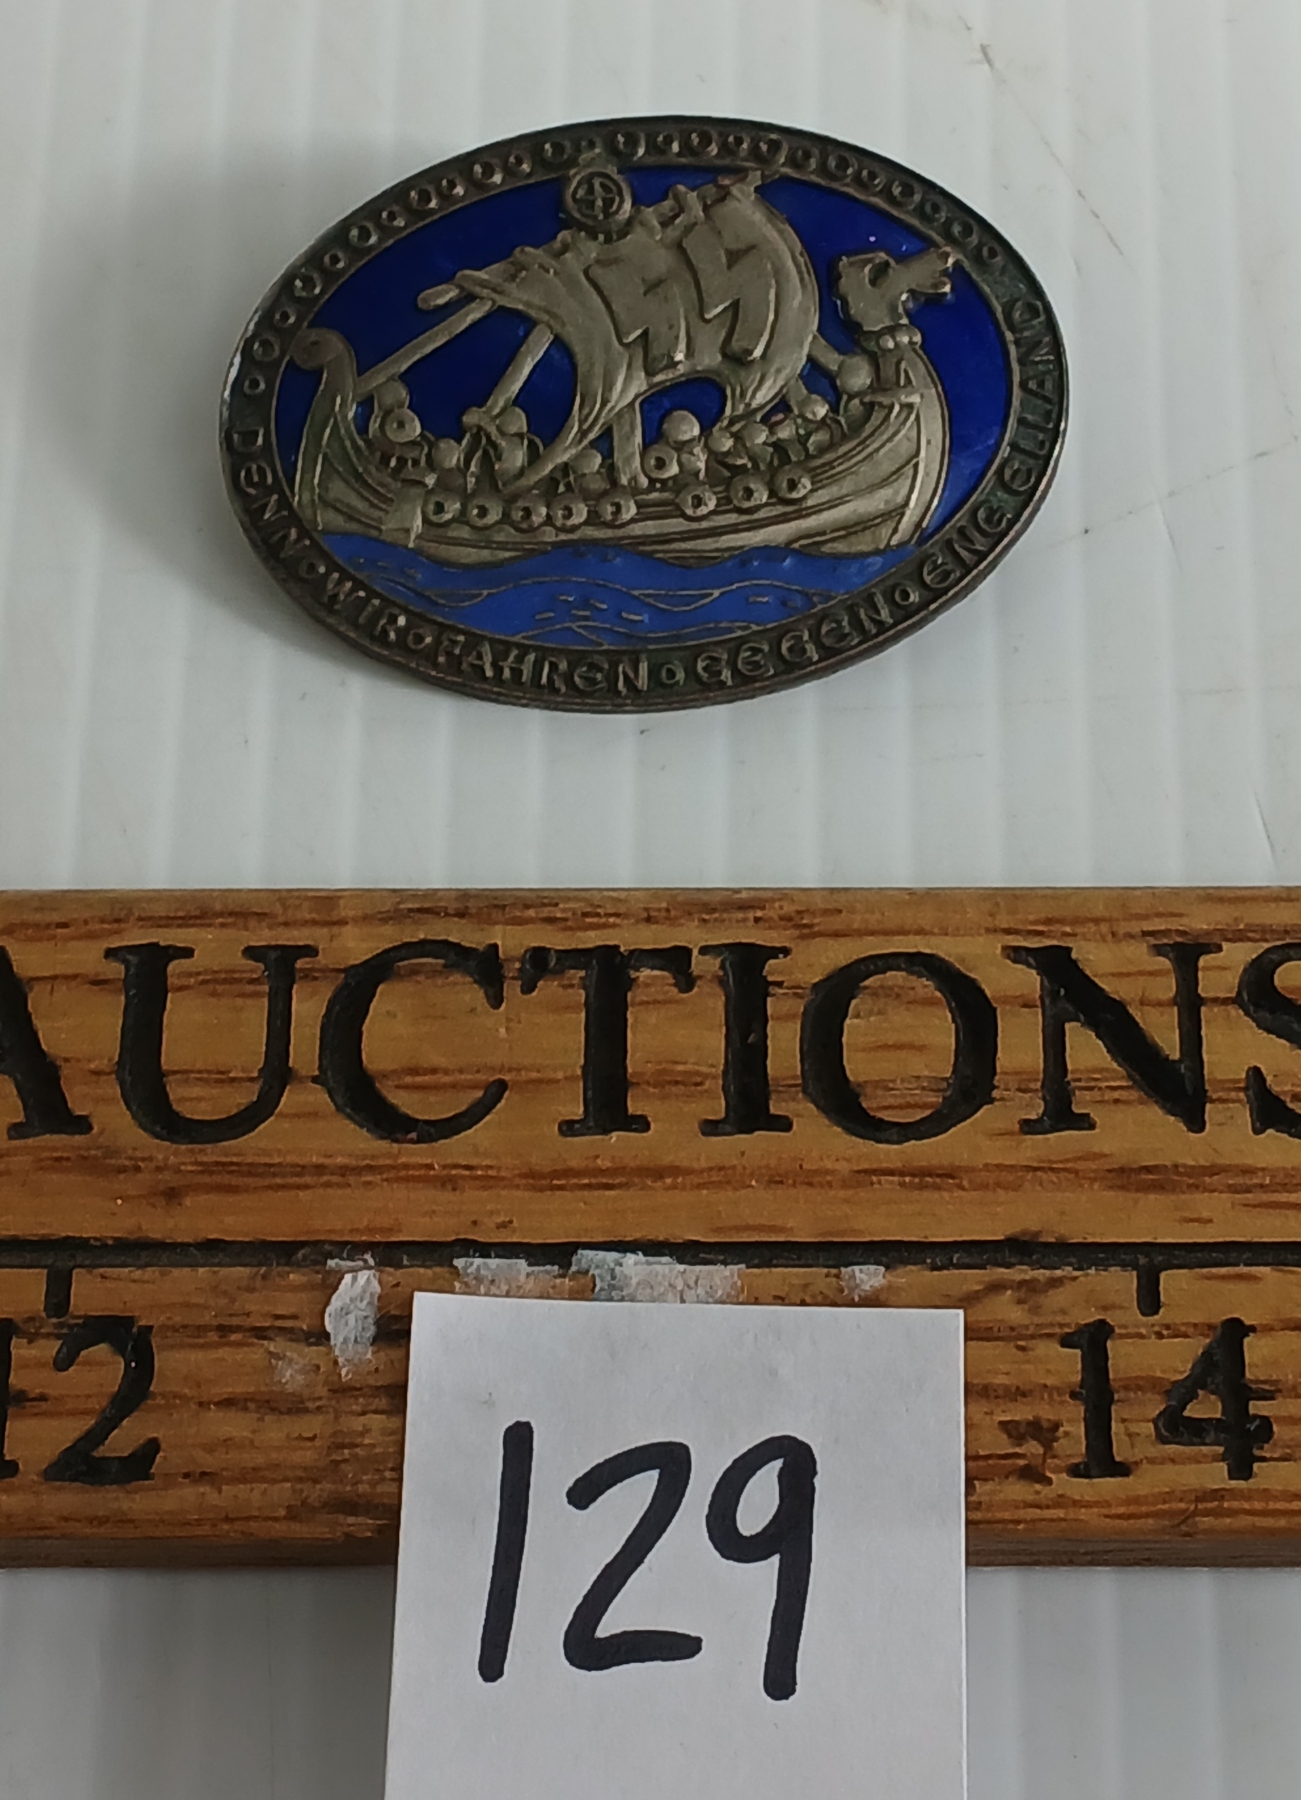 DENN WIR FAHREN GEGEN ENGELLAND
AUCTIONS
12 14
129